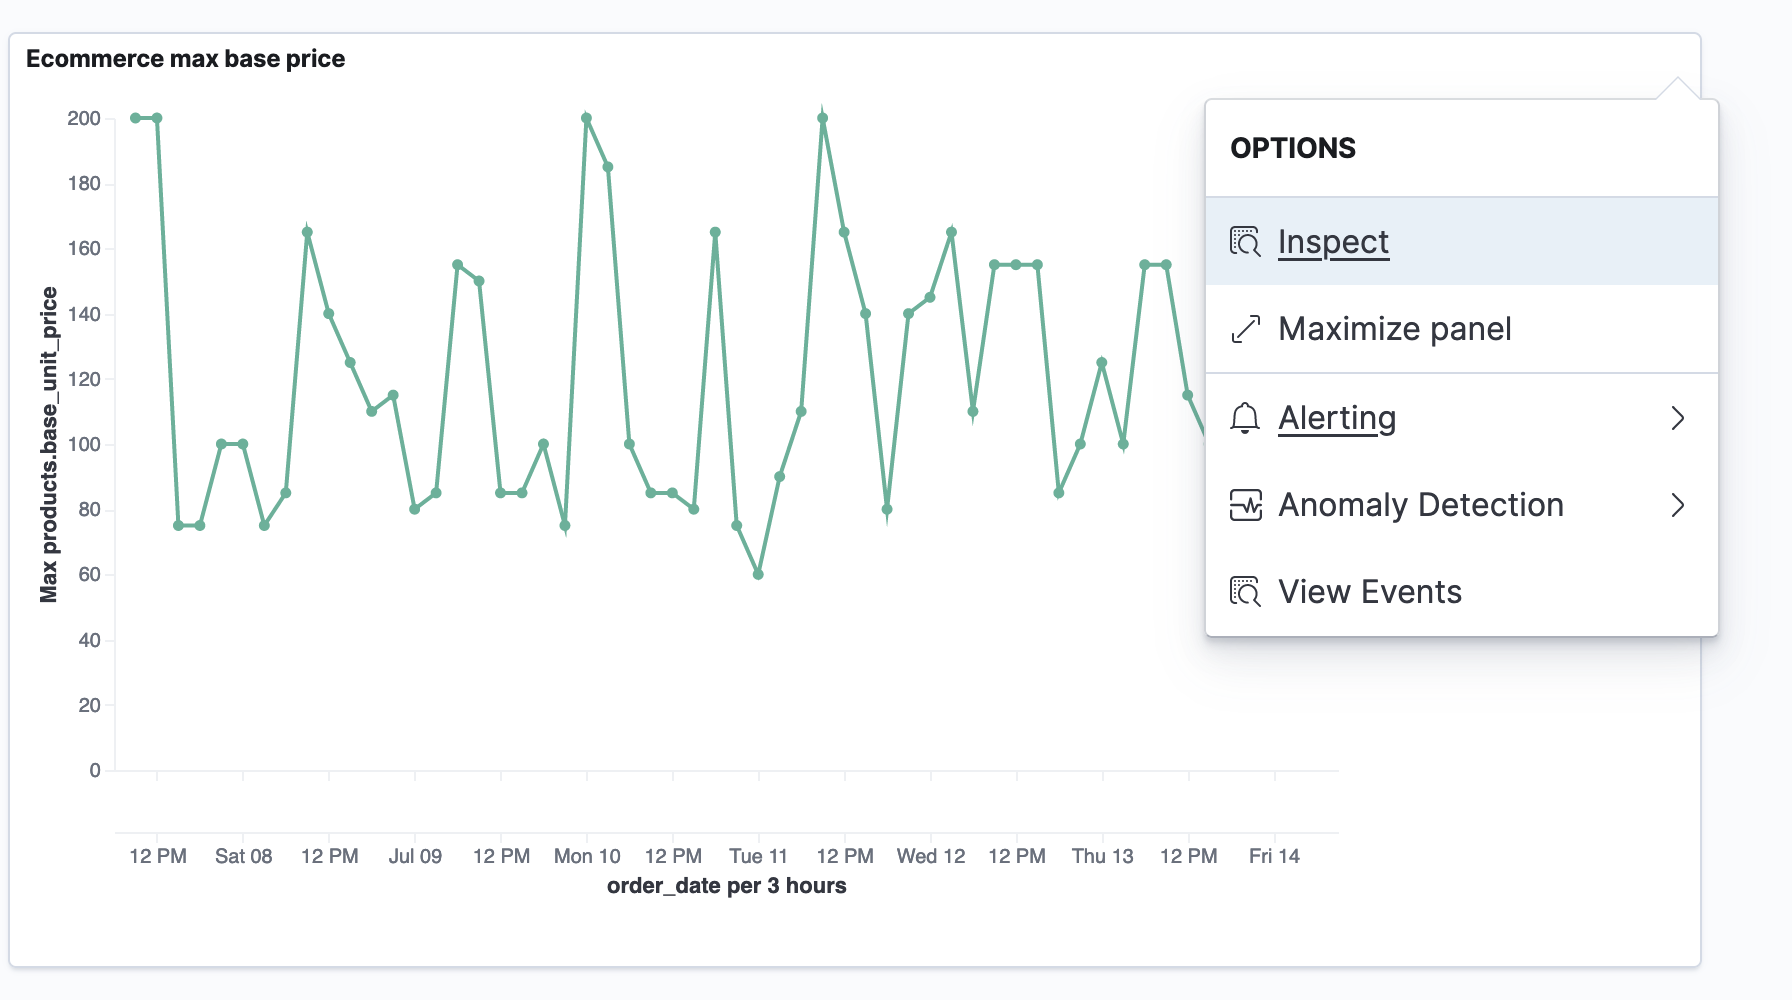 Ecommerce max base price
200
180
160
140
120
100
80
60
40
20
0
Max products.base_unit_price
12 PM Sat 08 12 PM Jul 09 12 PM Mon 10 12 PM Tue 11 12 PM Wed 12 12 PM Thu 13 12 PM Fri 14
order_date per 3 hours
OPTIONS
Inspect
Maximize panel
Alerting
Anomaly Detection
View Events